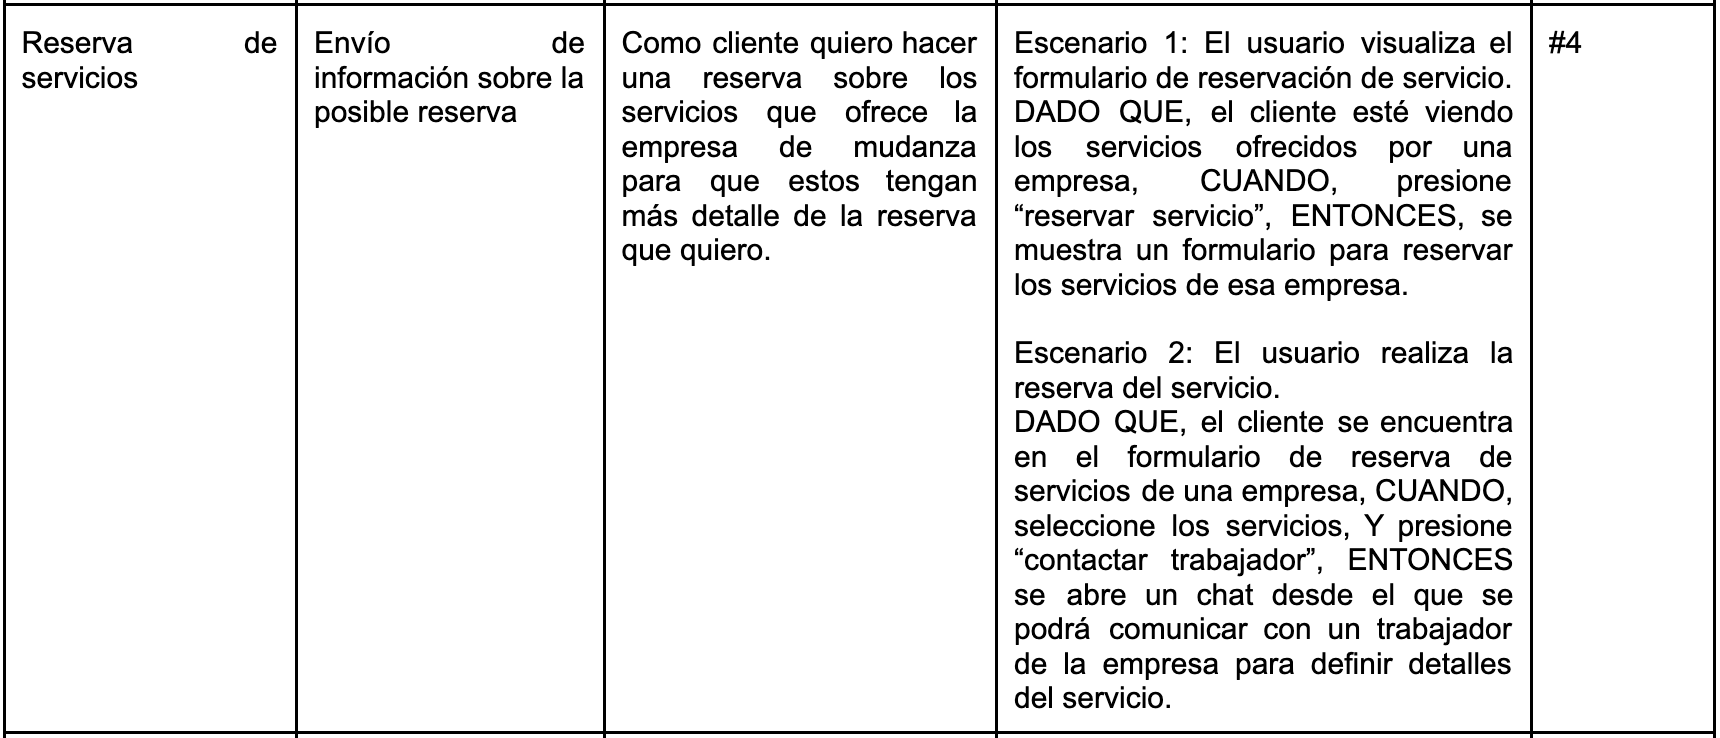 Reserva de
servicios
Envío de
información sobre la
posible reserva
Como cliente quiero hacer
una reserva sobre los
servicios que ofrece la
empresa de mudanza
para que estos tengan
más detalle de la reserva
que quiero.
Escenario 1: El usuario visualiza el
formulario de reservación de servicio.
DADO QUE, el cliente esté viendo
los servicios ofrecidos por una
empresa, CUANDO, presione
“reservar servicio”, ENTONCES, se
muestra un formulario para reservar
los servicios de esa empresa.
Escenario 2: El usuario realiza la
reserva del servicio.
DADO QUE, el cliente se encuentra
en el formulario de reserva de
servicios de una empresa, CUANDO,
seleccione los servicios, Y presione
“contactar trabajador”, ENTONCES
se abre un chat desde el que se
podrá comunicar con un trabajador
de la empresa para definir detalles
del servicio.
#4